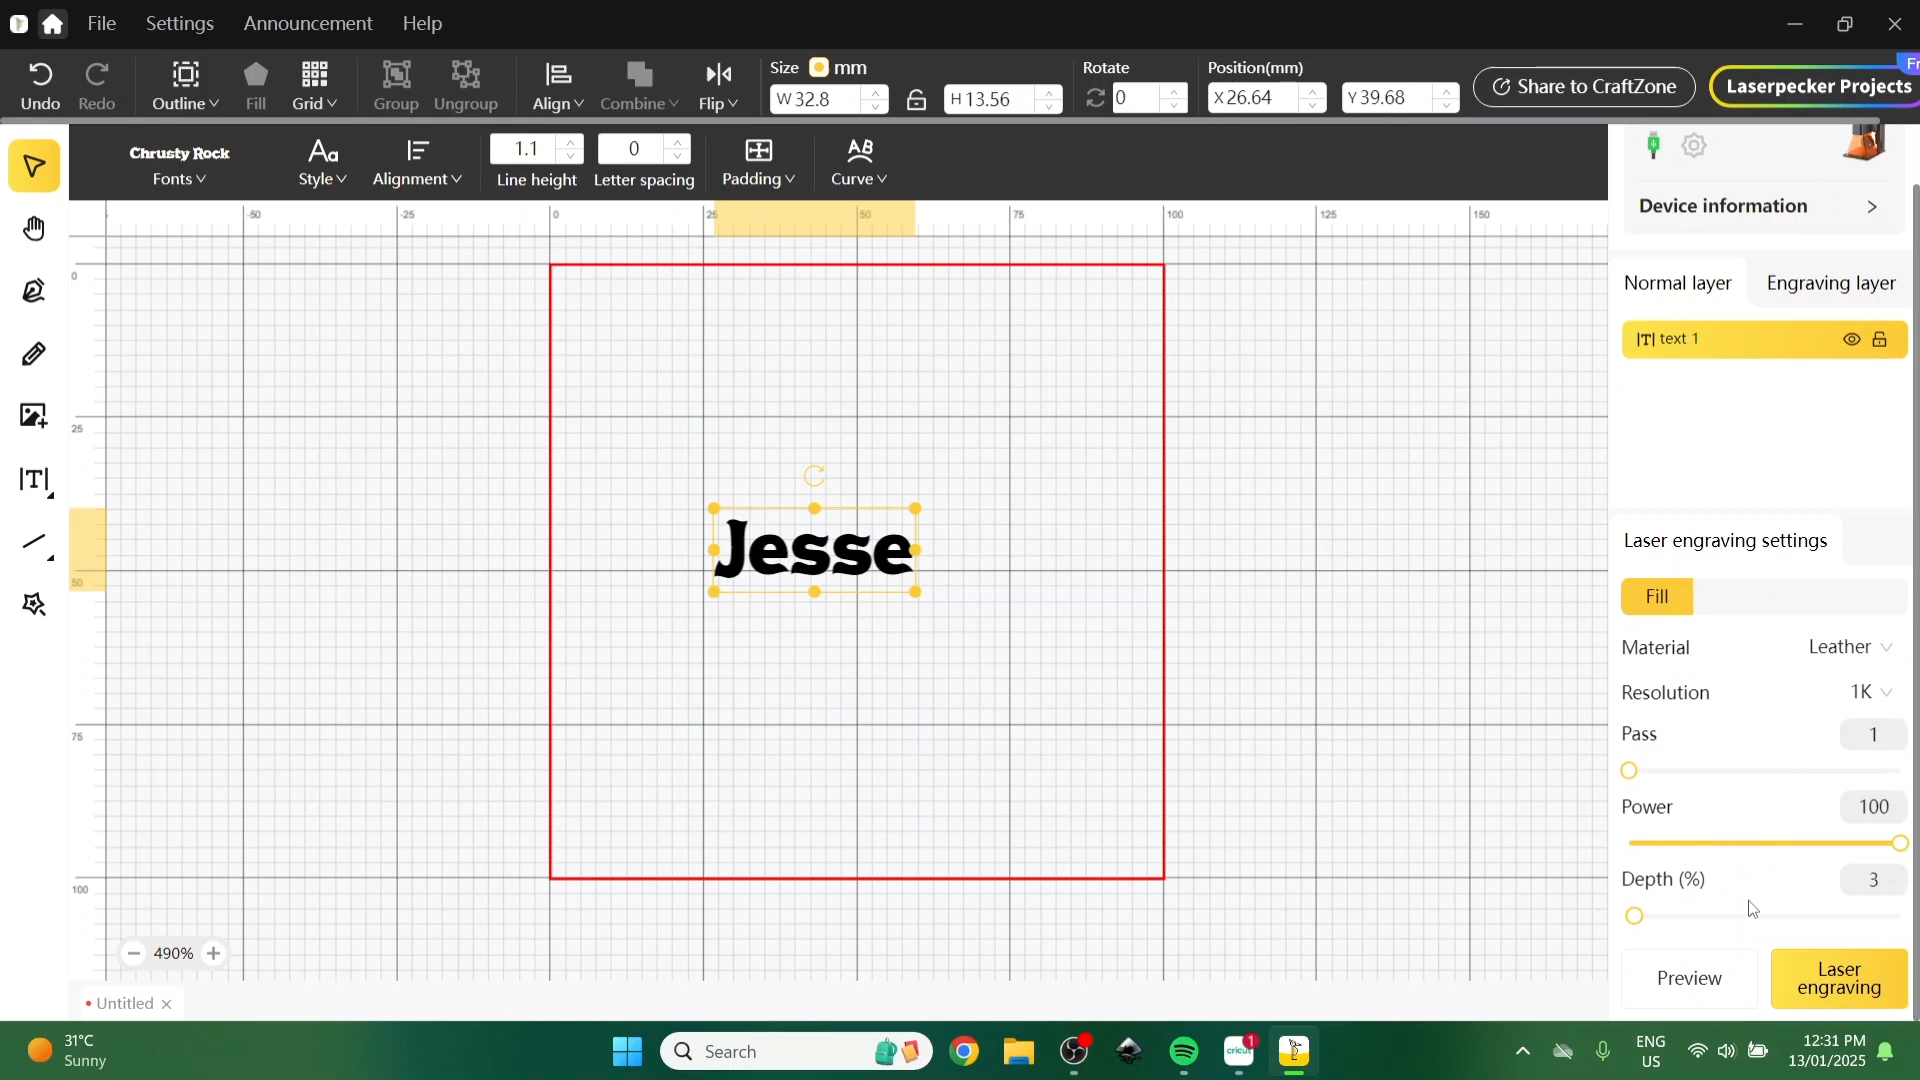 File Settings Announcement Help
Undo Redo Outline Fill Grid Group Ungroup Align Combine Flip
Size mm
W 32.8 H 13.56
Rotate
0
Position(mm)
X 26.64 Y 39.68
Share to CraftZone
Laserpecker Projects
Chrusty Rock
Fonts Style Alignment
1.1
Line height
0
Letter spacing
Padding
AB
Curve
Device information >
-50 -25 0 25 50 75 100 125 150
0
25
50
75
100
Normal layer Engraving layer
|T| text 1
Jesse
Laser engraving settings
Fill
Material Leather
Resolution 1K
Pass 1
Power 100
Depth (%) 3
Preview
Laser
engraving
490%
Untitled
31°C
Sunny
Search
cricut
1
ENG
US
12:31 PM
13/01/2025